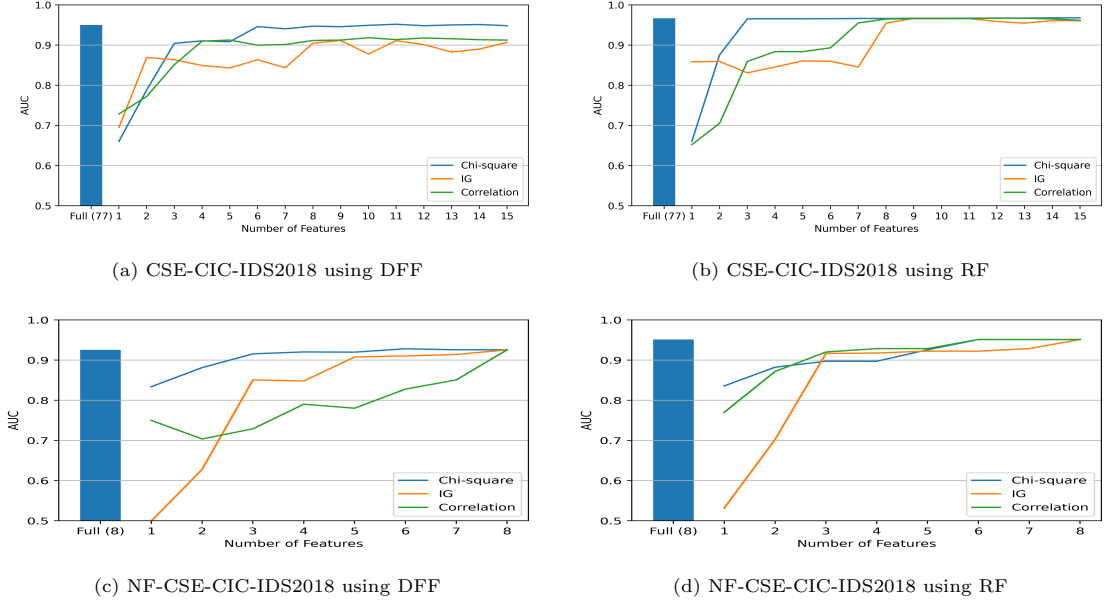 1.0
0.9
0.8
0.7
0.6
0.5
AUC
Chi-square
IG
Correlation
Full (77) 1 2 3 4 5 6 7 8 9 10 11 12 13 14 15
Number of Features
(a) CSE-CIC-IDS2018 using DFF
1.0
0.9
0.8
0.7
0.6
0.5
AUC
Chi-square
IG
Correlation
Full (77) 1 2 3 4 5 6 7 8 9 10 11 12 13 14 15
Number of Features
(b) CSE-CIC-IDS2018 using RF
1.0
0.9
0.8
0.7
0.6
0.5
AUC
Chi-square
IG
Correlation
Full (8) 1 2 3 4 5 6 7 8
Number of Features
(c) NF-CSE-CIC-IDS2018 using DFF
1.0
0.9
0.8
0.7
0.6
0.5
AUC
Chi-square
IG
Correlation
Full (8) 1 2 3 4 5 6 7 8
Number of Features
(d) NF-CSE-CIC-IDS2018 using RF